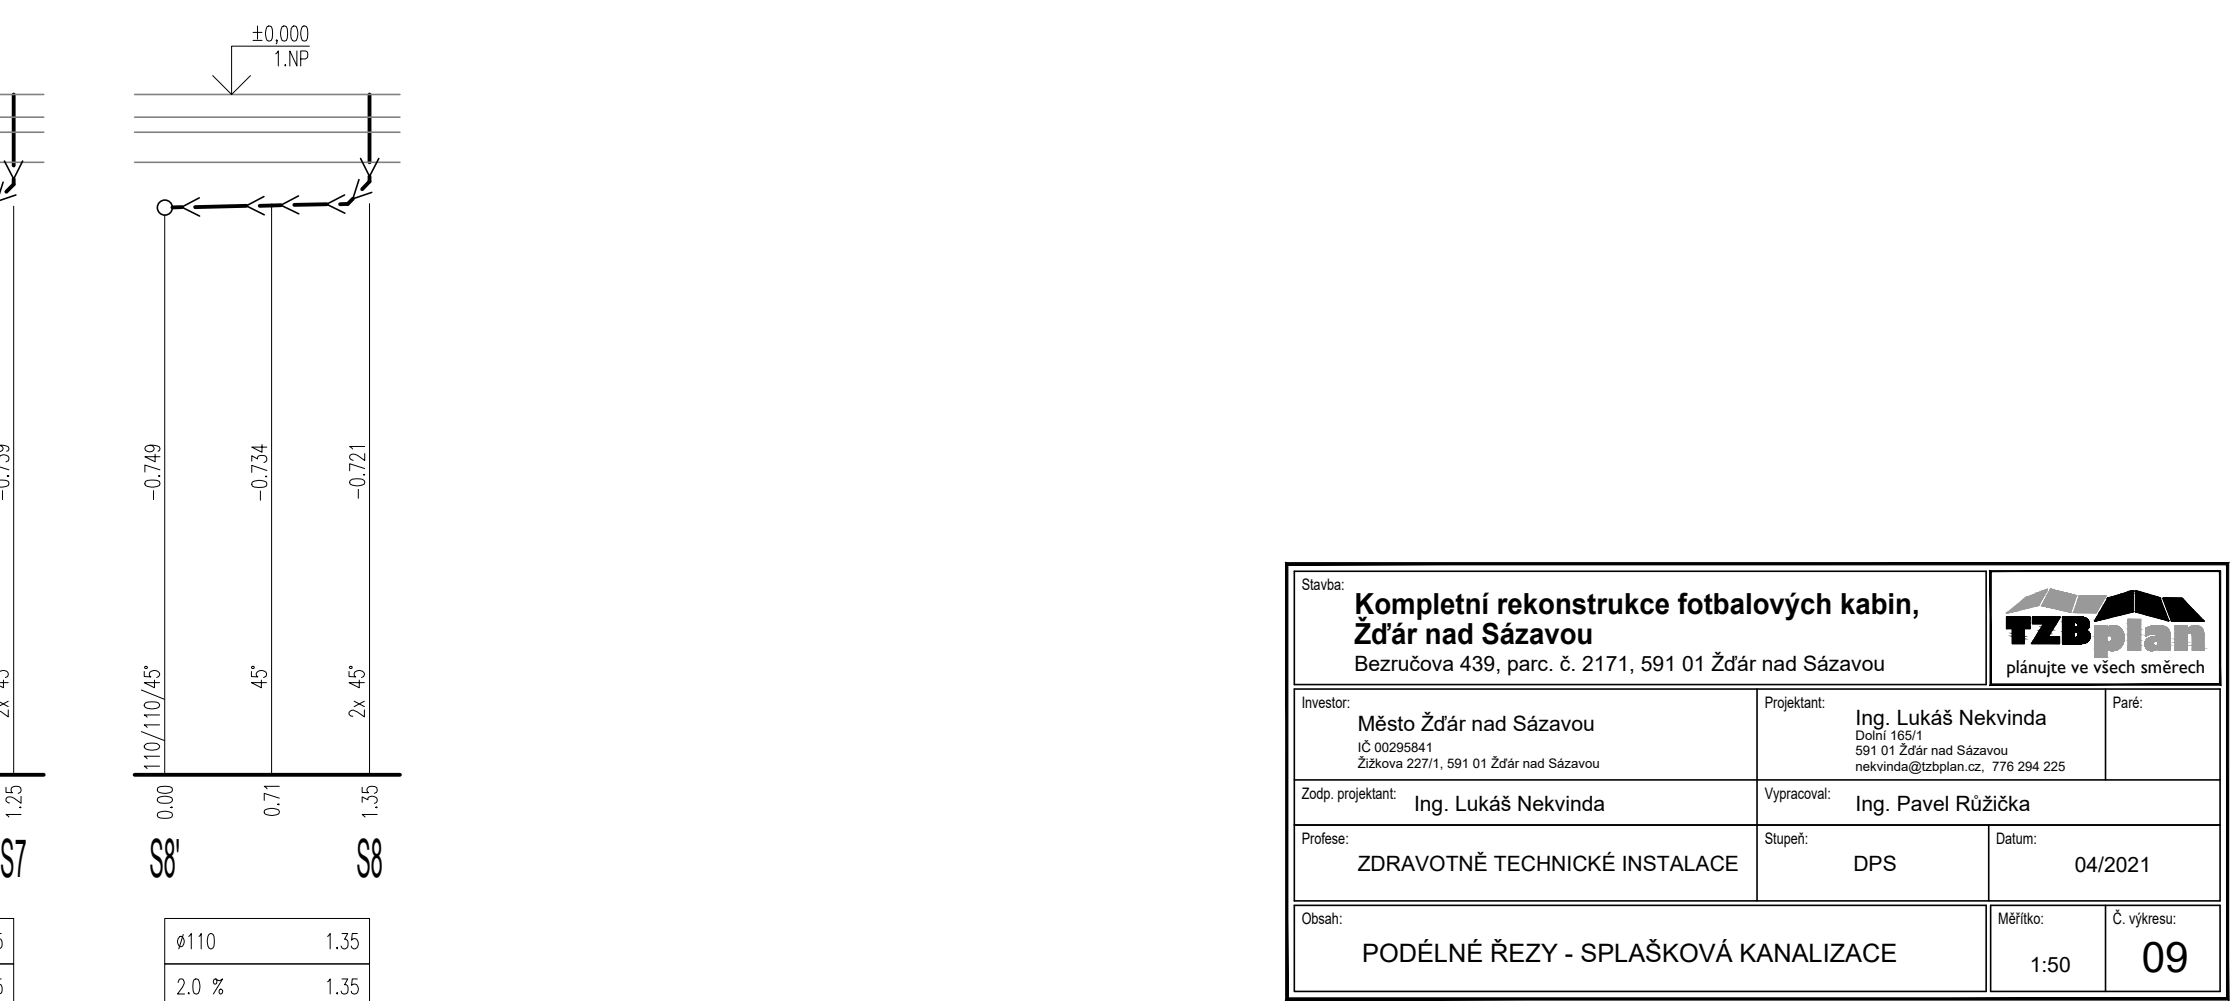 ±0,000
1.NP
-0.739
-0.749
-0.734
-0.721
2x 45°
110/110/45°
45°
2x 45°
1.25
0.00
0.71
1.35
S7
S8'
S8
ø110 1.35
2.0 % 1.35
Stavba:
Kompletní rekonstrukce fotbalových kabin,
Žďár nad Sázavou
Bezručova 439, parc. č. 2171, 591 01 Žďár nad Sázavou
TZBplan
plánujte ve všech směrech
Investor:
Město Žďár nad Sázavou
IČ 00295841
Žižkova 227/1, 591 01 Žďár nad Sázavou
Projektant:
Ing. Lukáš Nekvinda
Dolní 165/1
591 01 Žďár nad Sázavou
nekvinda@tzbplan.cz, 776 294 225
Paré:
Zodp. projektant:
Ing. Lukáš Nekvinda
Vypracoval:
Ing. Pavel Růžička
Profese:
ZDRAVOTNĚ TECHNICKÉ INSTALACE
Stupeň:
DPS
Datum:
04/2021
Obsah:
PODÉLNÉ ŘEZY - SPLAŠKOVÁ KANALIZACE
Měřítko:
1:50
Č. výkresu:
09